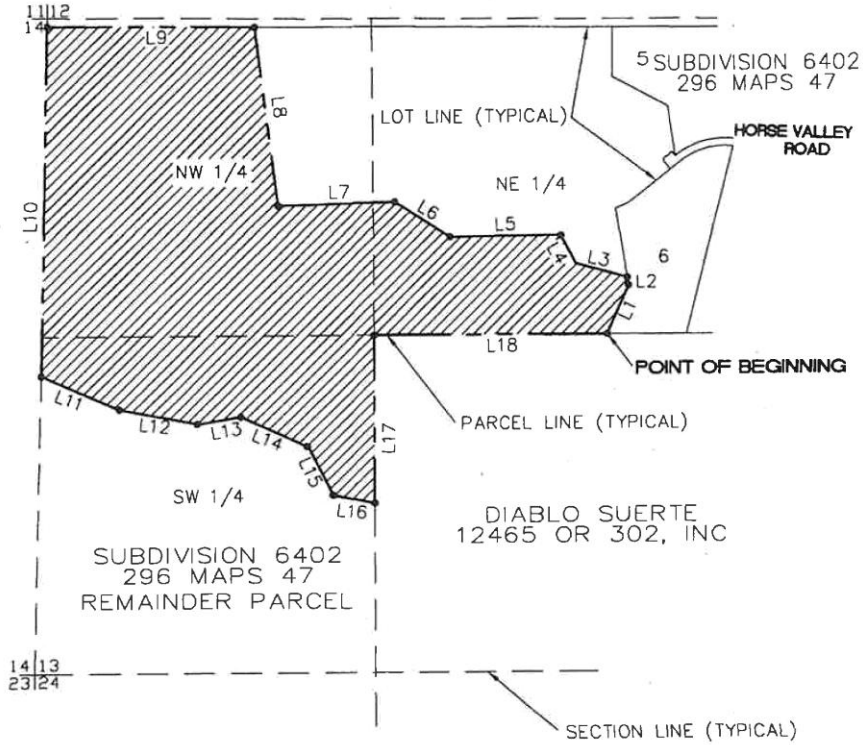 11|12
14
L9
5
SUBDIVISION 6402
296 MAPS 47
L8
LOT LINE (TYPICAL)
HORSE VALLEY
ROAD
NW 1/4
NE 1/4
L7
L6
L10
L5
L4
L3
6
L2
L1
L18
POINT OF BEGINNING
L11
L12
L13
L14
PARCEL LINE (TYPICAL)
L17
L15
L16
SW 1/4
DIABLO SUERTE
12465 OR 302, INC
SUBDIVISION 6402
296 MAPS 47
REMAINDER PARCEL
14|13
23|24
SECTION LINE (TYPICAL)